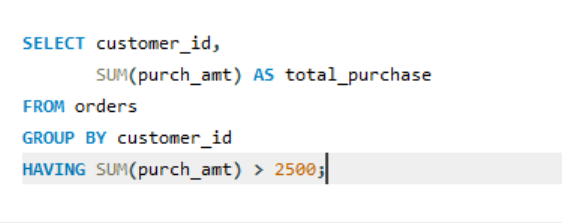 SELECT customer_id,
SUM(purch_amt) AS total_purchase
FROM orders
GROUP BY customer_id
HAVING SUM(purch_amt) > 2500;